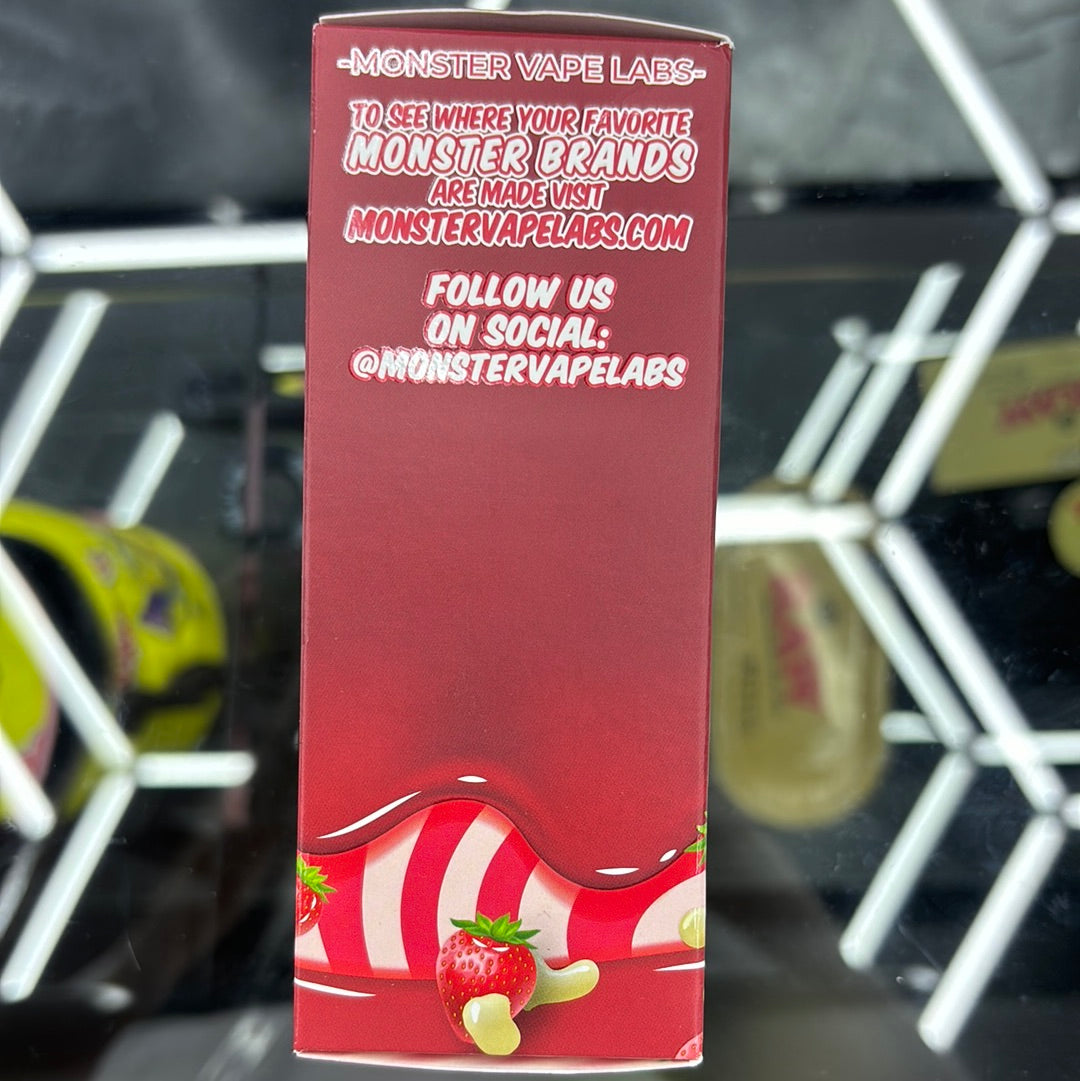 -MONSTER VAPE LABS-
TO SEE WHERE YOUR FAVORITE
MONSTER BRANDS
ARE MADE VISIT
MONSTERVAPELABS.COM
FOLLOW US
ON SOCIAL:
@MONSTERVAPELABS